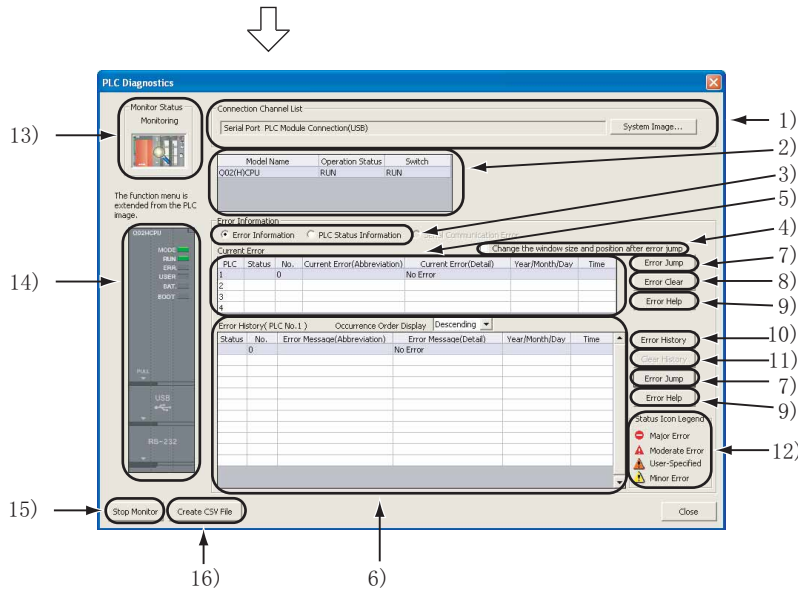 PLC Diagnostics
Monitor Status
Monitoring
13)
Connection Channel List
Serial Port PLC Module Connection(USB)
System Image...
1)
2)
Model Name Operation Status Switch
Q02(H)CPU RUN RUN
3)
5)
The function menu is
extended from the PLC
image.
Error Information
Error Information PLC Status Information Serial Communication Error
4)
Current Error
Change the window size and position after error jump
PLC Status No. Current Error(Abbreviation) Current Error(Detail) Year/Month/Day Time
1 0 No Error
2
3
4
Error Jump
7)
Error Clear
8)
Error Help
9)
14)
Q02HCPU
MODE
RUN
ERR.
USER
BAT.
BOOT
PULL
USB
RS-232
Error History( PLC No.1 ) Occurrence Order Display Descending
Status No. Error Message(Abbreviation) Error Message(Detail) Year/Month/Day Time
0 No Error
Error History
10)
Clear History
11)
Error Jump
7)
Error Help
9)
Status Icon Legend
Major Error
Moderate Error
User-Specified
Minor Error
12)
15)
Stop Monitor
Create CSV File
Close
16)
6)